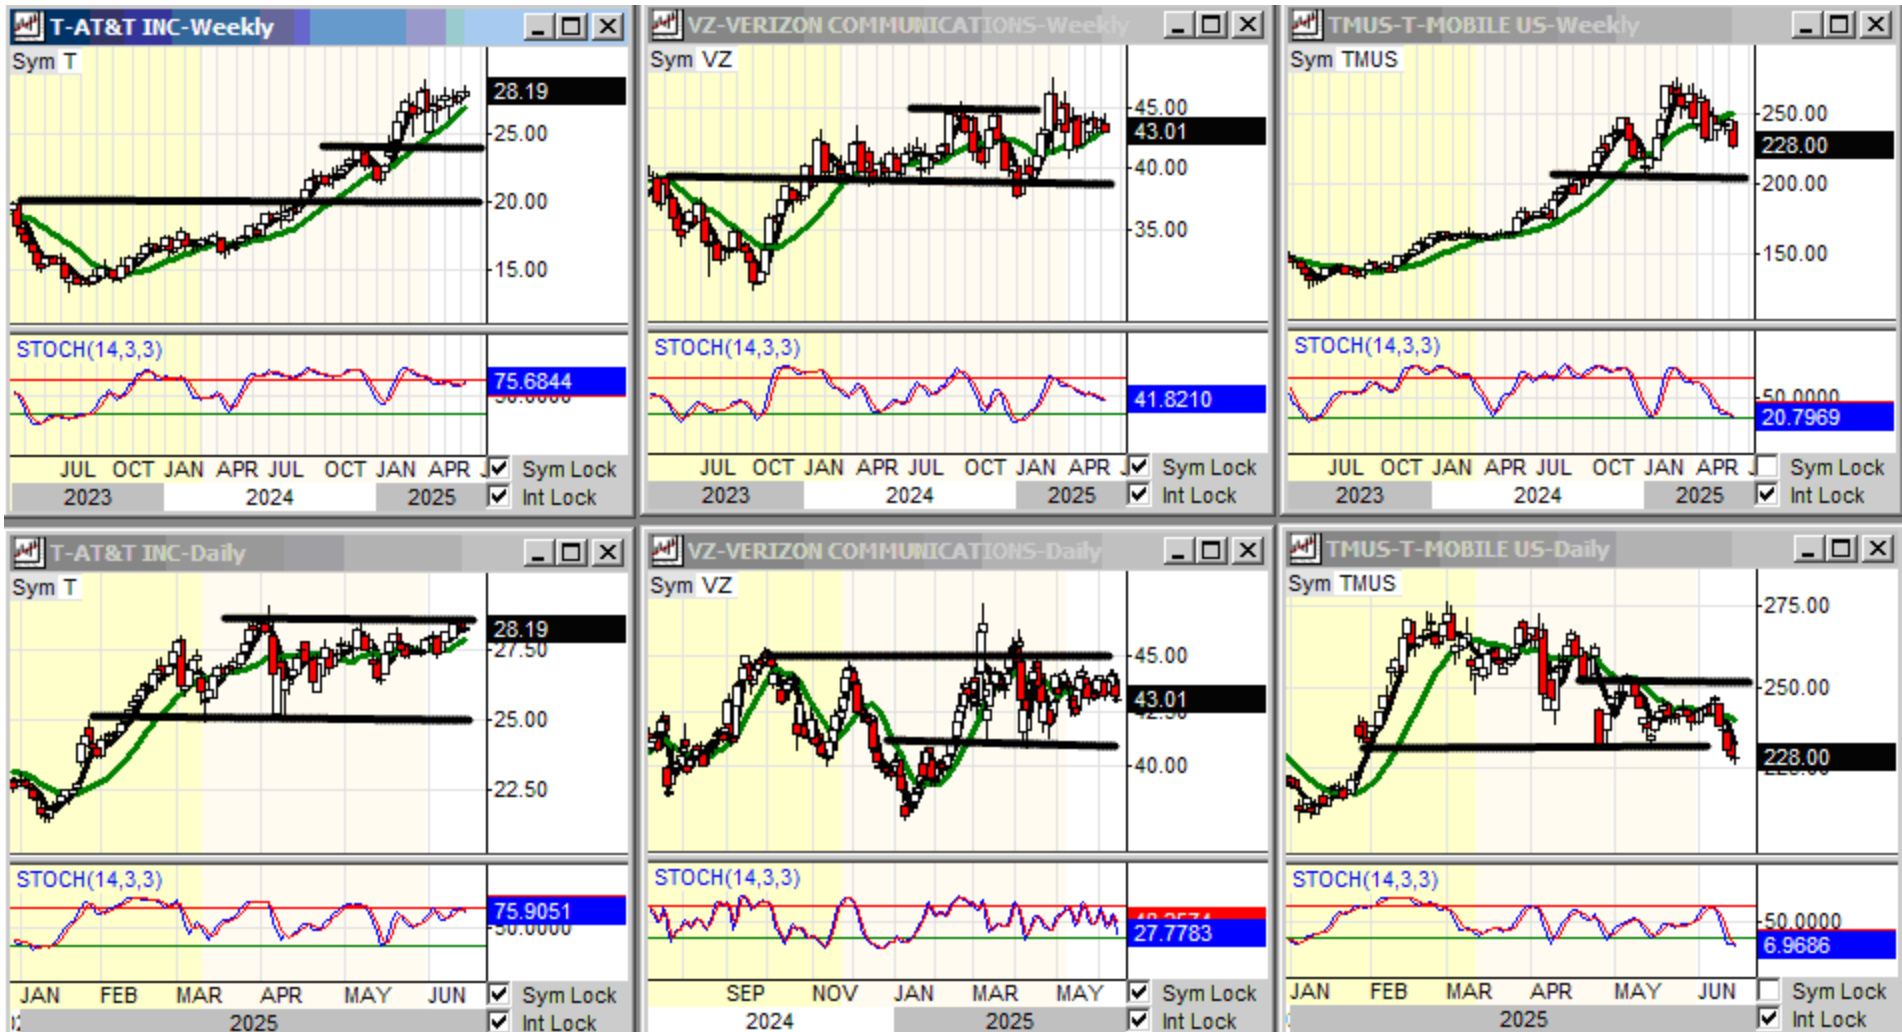 T-AT&T INC-Weekly
Sym T
28.19
25.00
20.00
15.00
STOCH(14,3,3)
75.6844
50.0000
JUL OCT JAN APR JUL OCT JAN APR
Sym Lock
2023 2024 2025
Int Lock
VZ-VERIZON COMMUNICATIONS-Weekly
Sym VZ
45.00
43.01
40.00
35.00
STOCH(14,3,3)
41.8210
JUL OCT JAN APR JUL OCT JAN APR
Sym Lock
2023 2024 2025
Int Lock
TMUS-T-MOBILE US-Weekly
Sym TMUS
250.00
228.00
200.00
150.00
STOCH(14,3,3)
50.0000
20.7969
JUL OCT JAN APR JUL OCT JAN APR
Sym Lock
2023 2024 2025
Int Lock
T-AT&T INC-Daily
Sym T
28.19
27.50
25.00
22.50
STOCH(14,3,3)
75.9051
50.0000
JAN FEB MAR APR MAY JUN
Sym Lock
2025
Int Lock
VZ-VERIZON COMMUNICATIONS-Daily
Sym VZ
45.00
43.01
42.50
40.00
STOCH(14,3,3)
27.7783
SEP NOV JAN MAR MAY
Sym Lock
2024 2025
Int Lock
TMUS-T-MOBILE US-Daily
Sym TMUS
275.00
250.00
228.00
STOCH(14,3,3)
50.0000
6.9686
JAN FEB MAR APR MAY JUN
Sym Lock
2025
Int Lock